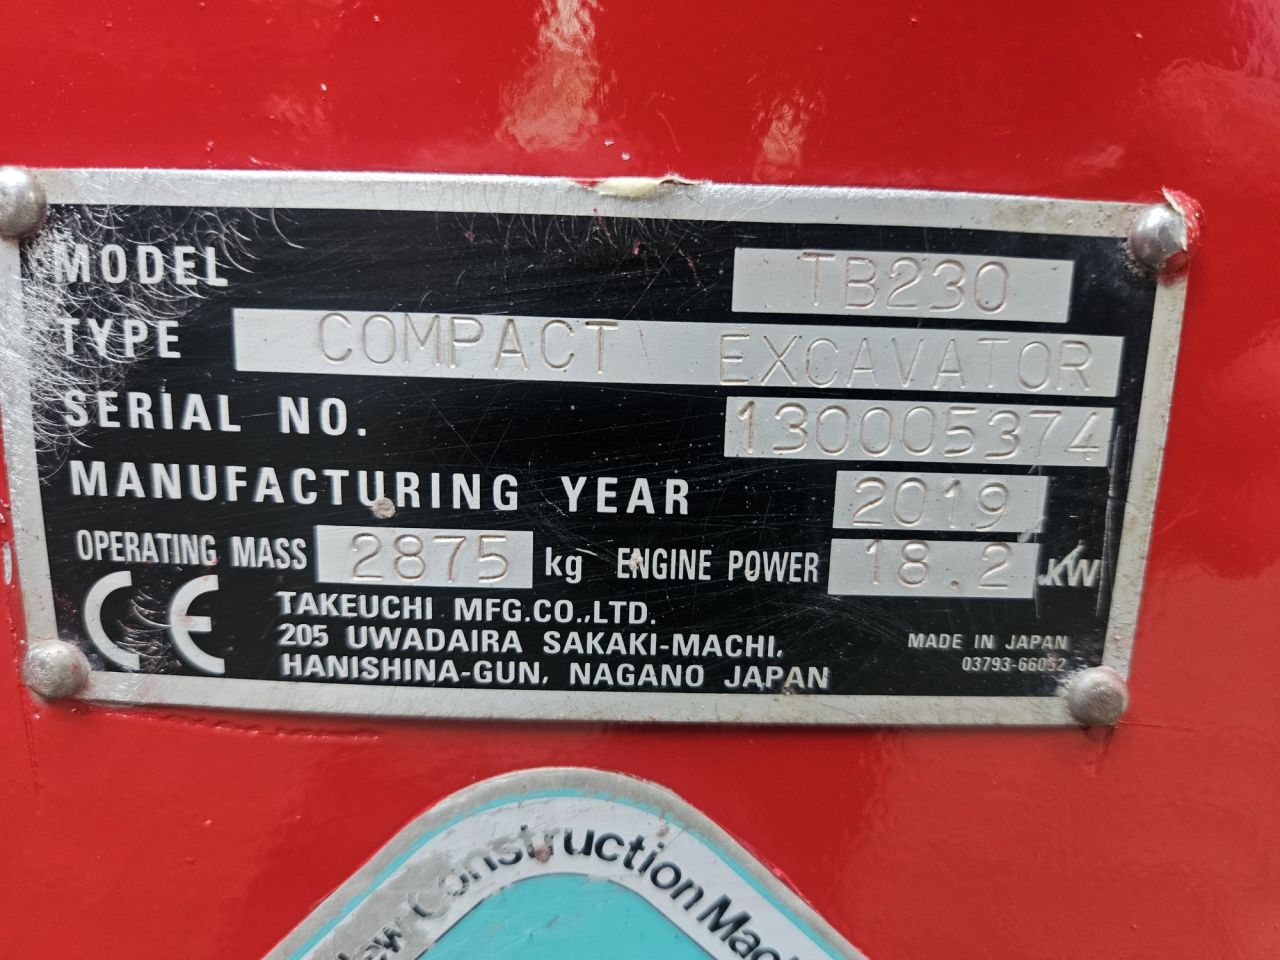 MODEL TB230
TYPE COMPACT EXCAVATOR
SERIAL NO. 130005374
MANUFACTURING YEAR 2019
OPERATING MASS 2875 kg ENGINE POWER 18.2 kW
CE
TAKEUCHI MFG.CO.,LTD.
205 UWADAIRA SAKAKI-MACHI,
HANISHINA-GUN, NAGANO JAPAN
MADE IN JAPAN
03793-66052
Construction